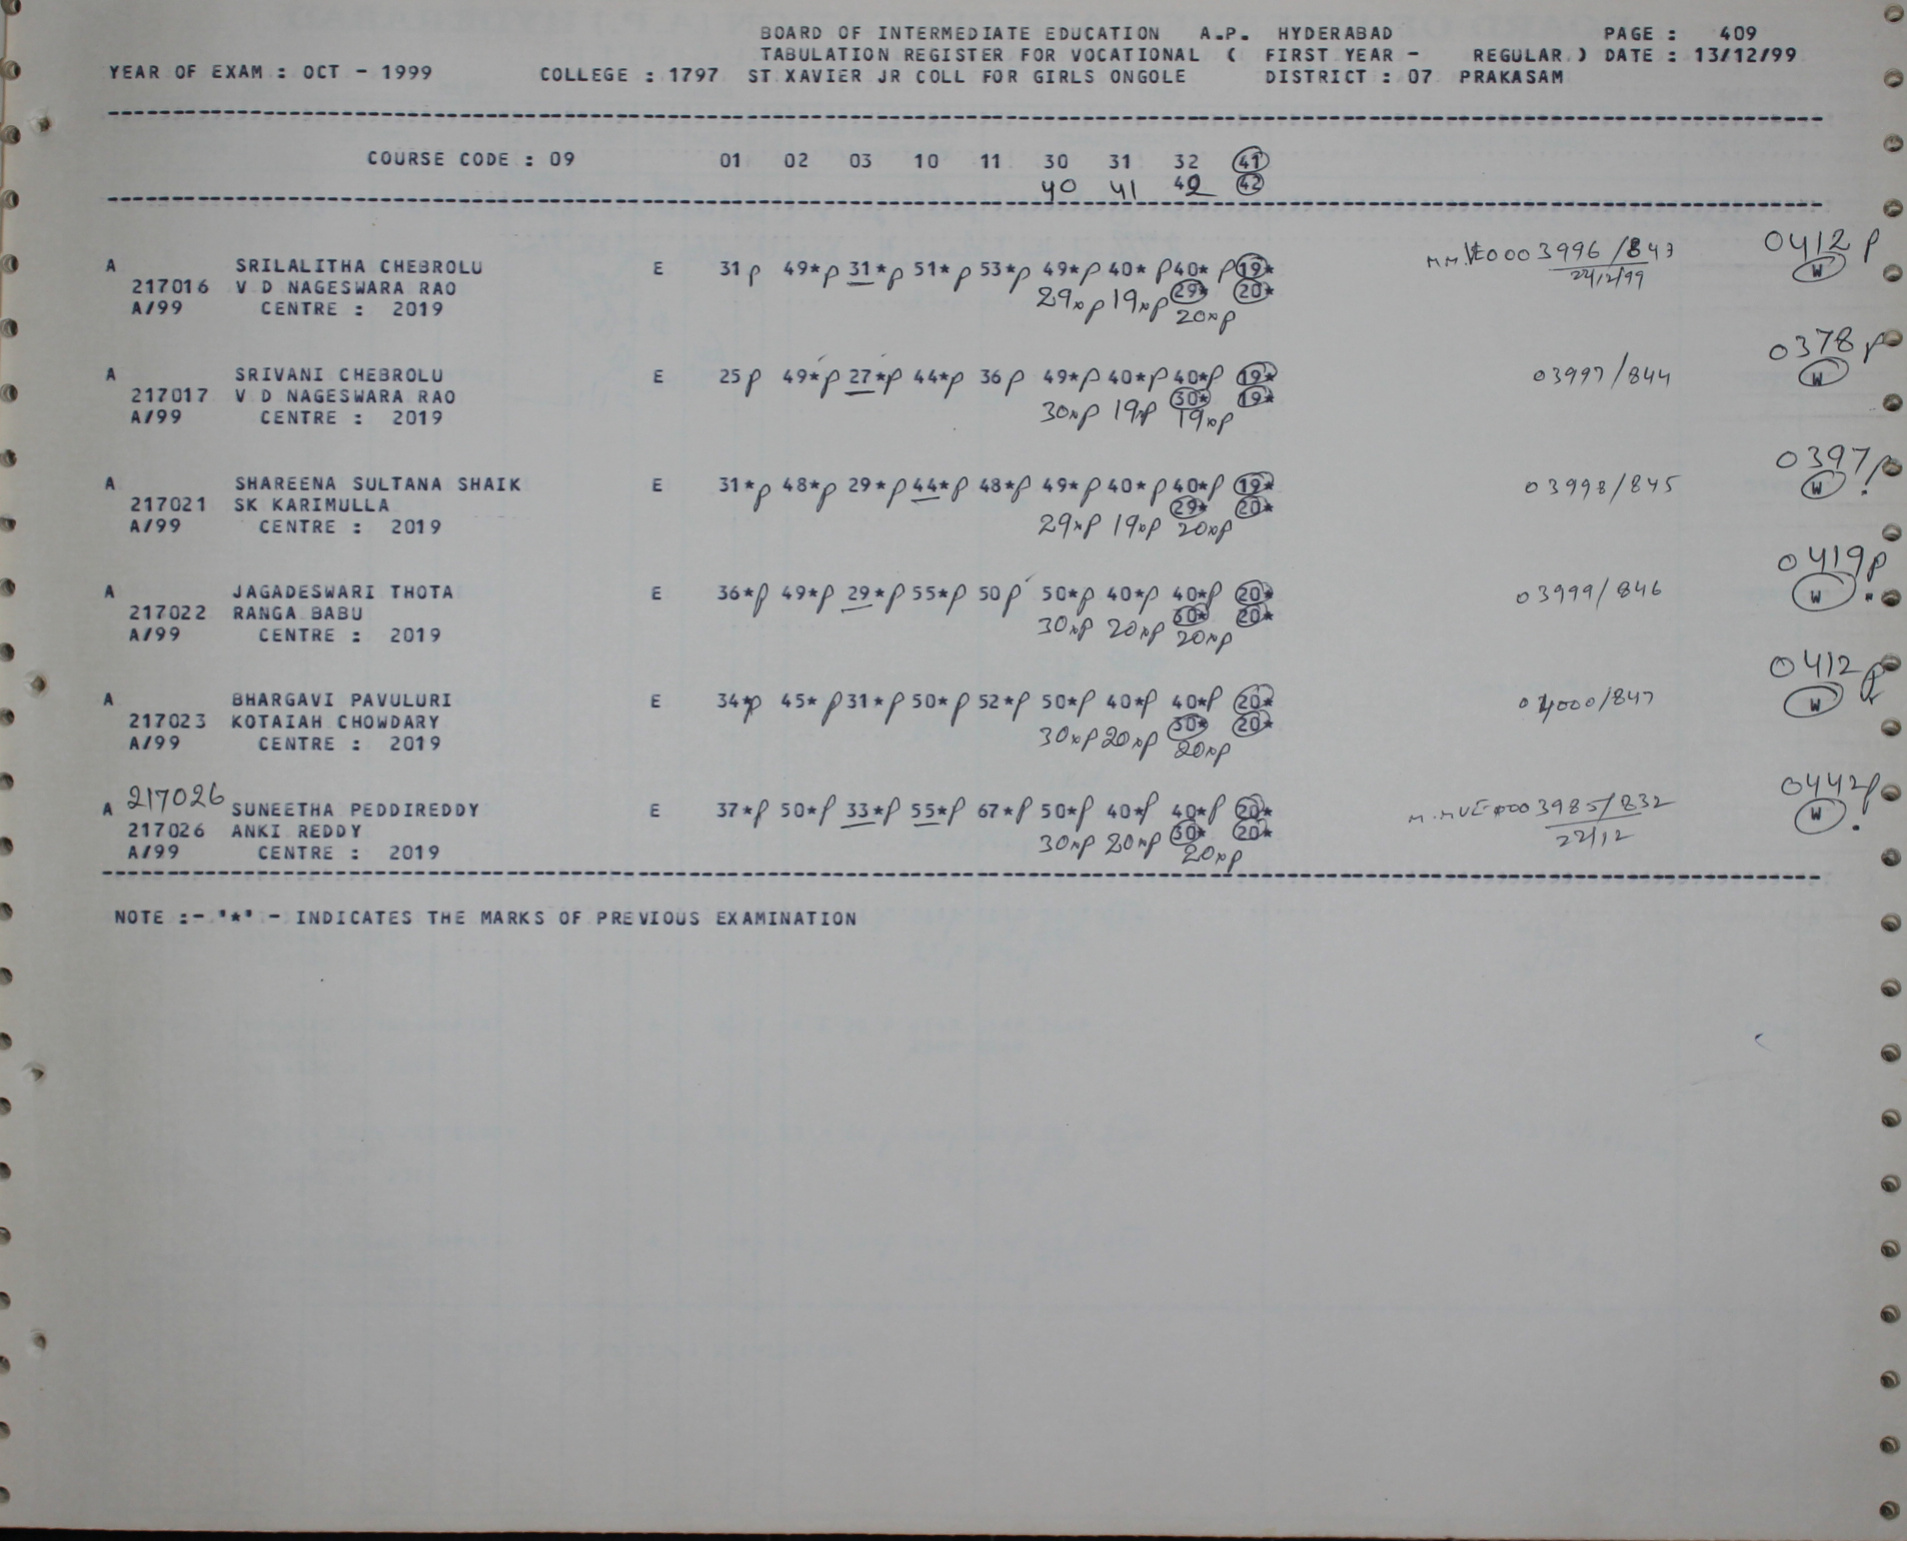 BOARD OF INTERMEDIATE EDUCATION A.P. HYDERABAD PAGE : 409
TABULATION REGISTER FOR VOCATIONAL ( FIRST YEAR - REGULAR ) DATE : 13/12/99
YEAR OF EXAM : OCT - 1999 COLLEGE : 1797 ST XAVIER JR COLL FOR GIRLS ONGOLE DISTRICT : 07 PRAKASAM
COURSE CODE : 09 01 02 03 10 11 30 31 32 41
40 41 42 42
A SRILALITHA CHEBROLU E 31 P 49* P 31* P 51* P 53* P 49* P 40* P 40* P 19* M.M.VE0003996/843 0412 P
217016 V D NAGESWARA RAO 29*P 19*P 29* 20* 22/12/99 W
A/99 CENTRE : 2019 20*P
A SRIVANI CHEBROLU E 25 P 49* P 27* P 44* P 36 P 49* P 40* P 40* P 19* 03997/844 0378 P
217017 V D NAGESWARA RAO 30*P 19*P 30* 19* W
A/99 CENTRE : 2019 19*P
A SHAREENA SULTANA SHAIK E 31* P 48* P 29* P 44* P 48* P 49* P 40* P 40* P 19* 03998/845 0397 P
217021 SK KARIMULLA 29*P 19*P 29* 20* W
A/99 CENTRE : 2019 20*P
A JAGADESWARI THOTA E 36* P 49* P 29* P 55* P 50 P 50* P 40* P 40* P 20* 03999/846 0419 P
217022 RANGA BABU 30*P 20*P 30* 20* W
A/99 CENTRE : 2019 20*P
A BHARGAVI PAVULURI E 34* P 45* P 31* P 50* P 52* P 50* P 40* P 40* P 20* 04000/847 0412 P
217023 KOTAIAH CHOWDARY 30*P 20*P 30* 20* W
A/99 CENTRE : 2019 20*P
A 217026 SUNEETHA PEDDIREDDY E 37* P 50* P 33* P 55* P 67* P 50* P 40* P 40* P 20* M.MVE0003985/832 0442 P
217026 ANKI REDDY 30*P 20*P 30* 20* 22/12 W
A/99 CENTRE : 2019 20*P
NOTE :- '*' - INDICATES THE MARKS OF PREVIOUS EXAMINATION